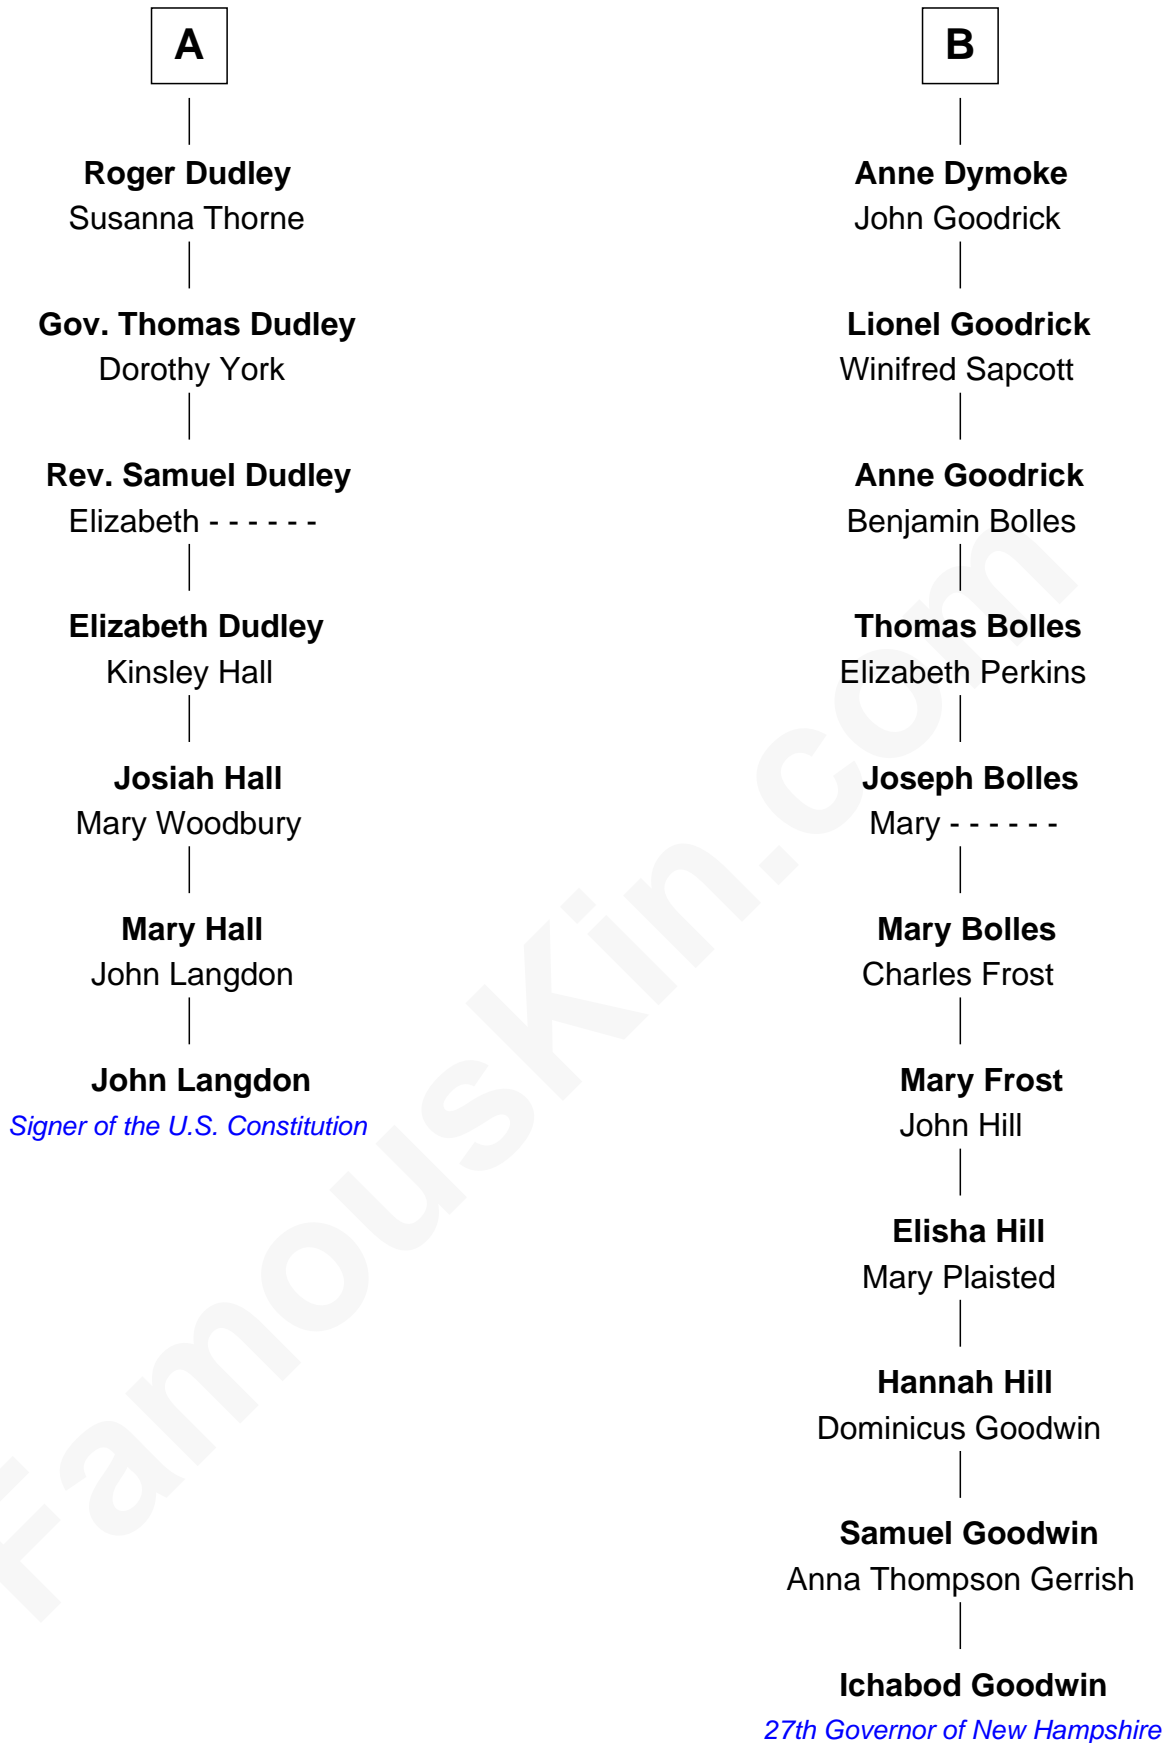 A
Roger Dudley
Susanna Thorne
Gov. Thomas Dudley
Dorothy York
Rev. Samuel Dudley
Elizabeth - - - - - -
Elizabeth Dudley
Kinsley Hall
Josiah Hall
Mary Woodbury
Mary Hall
John Langdon
John Langdon
Signer of the U.S. Constitution
B
Anne Dymoke
John Goodrick
Lionel Goodrick
Winifred Sapcott
Anne Goodrick
Benjamin Bolles
Thomas Bolles
Elizabeth Perkins
Joseph Bolles
Mary - - - - - -
Mary Bolles
Charles Frost
Mary Frost
John Hill
Elisha Hill
Mary Plaisted
Hannah Hill
Dominicus Goodwin
Samuel Goodwin
Anna Thompson Gerrish
Ichabod Goodwin
27th Governor of New Hampshire
FamousKin.com